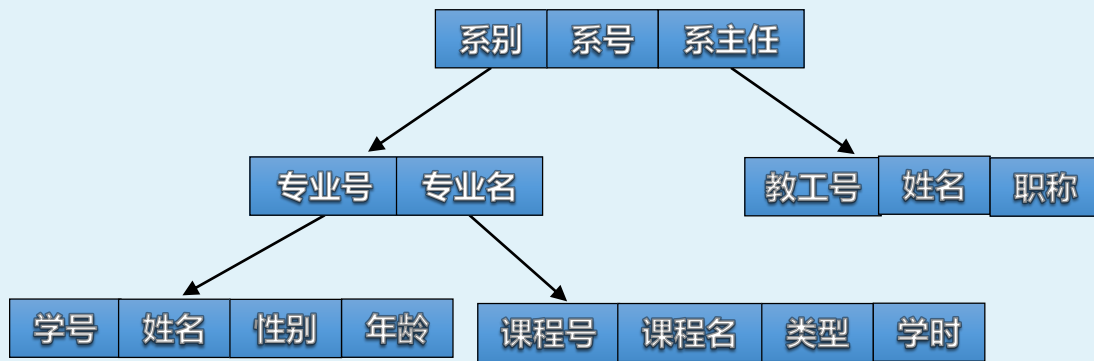 系别 系号 系主任
专业号 专业名
教工号 姓名 职称
学号 姓名 性别 年龄
课程号 课程名 类型 学时